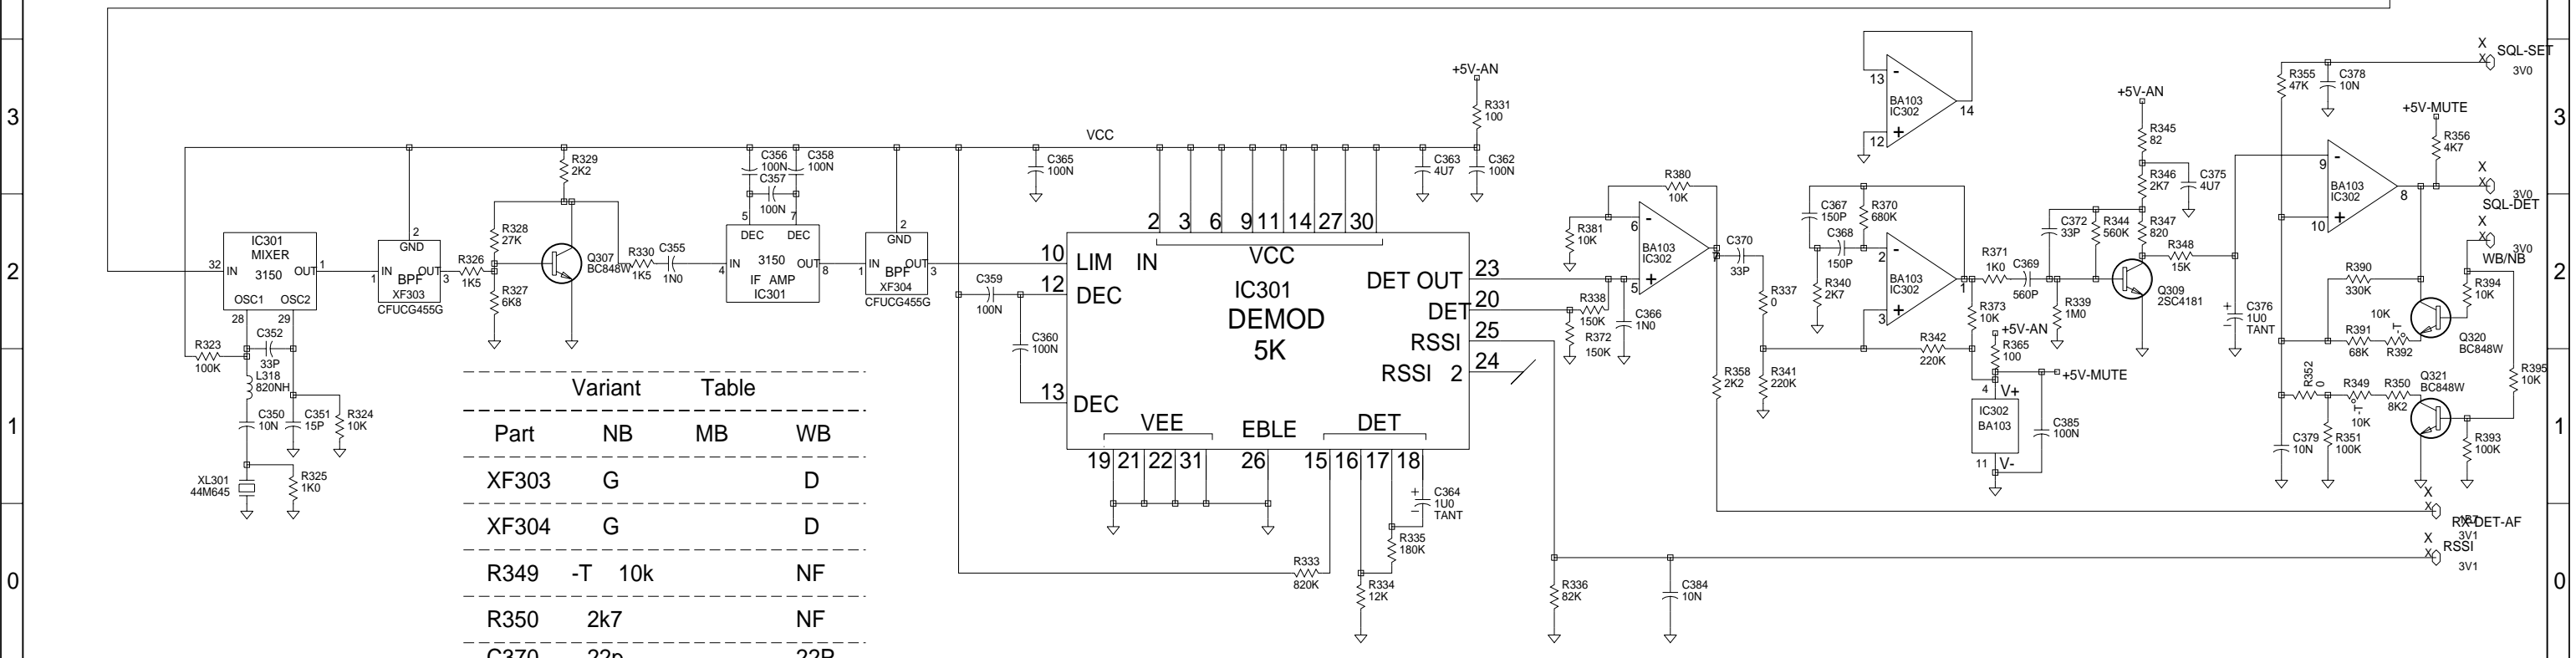 3
2
1
0
IC301
MIXER
3150
32
IN
OUT
1
OSC1
OSC2
28
29
R323
100K
C352
33P
L318
820NH
C350
10N
C351
15P
R324
10K
XL301
44M645
R325
1K0
2
GND
IN
OUT
1
BPF
3
XF303
CFUCG455G
R326
1K5
R328
27K
R327
6K8
R329
2K2
Q307
BC848W
R330
1K5
C355
1N0
C356
100N
C358
100N
C357
100N
5
7
DEC
DEC
4
IN
3150
OUT
8
IF AMP
IC301
2
GND
IN
OUT
1
BPF
3
XF304
CFUCG455G
Variant Table
Part NB MB WB
XF303 G D
XF304 G D
R349 -T 10k NF
R350 2k7 NF
C370 22p 22P
VCC
C359
100N
C360
100N
C365
100N
+5V-AN
R331
100
C363
4U7
C362
100N
2 3 6 9 11 14 27 30
VCC
10
LIM IN
12
DEC
13
DEC
IC301
DEMOD
5K
DET OUT
23
DET
20
RSSI
25
RSSI 2
24
VEE
EBLE
DET
19 21 22 31 26 15 16 17 18
C364
1U0
TANT
R335
180K
R333
820K
R334
12K
R336
82K
C384
10N
R380
10K
R381
10K
6
BA103
IC302
5
7
R338
150K
R372
150K
C366
1N0
C370
33P
R337
0
R358
2K2
R341
220K
13
BA103
IC302
14
12
C367
150P
R370
680K
C368
150P
R340
2K7
2
BA103
IC302
1
3
R342
220K
R371
1K0
C369
560P
R373
10K
+5V-AN
R365
100
+5V-MUTE
4
V+
IC302
BA103
11
V-
C385
100N
R339
1M0
C372
33P
R344
560K
+5V-AN
R345
82
R346
2K7
C375
4U7
R347
820
R348
15K
Q309
2SC4181
C376
1U0
TANT
R355
47K
C378
10N
X
X
SQL-SET
3V0
+5V-MUTE
R356
4K7
9
BA103
IC302
8
10
X
X
3V0
SQL-DET
X
X
3V0
WB/NB
R390
330K
R394
10K
10K
-T°
R391
68K
R392
Q320
BC848W
R352
0
R349
-T°
10K
R350
8K2
Q321
BC848W
R395
10K
C379
10N
R351
100K
R393
100K
X
X
RX-DET-AF
3V1
X
X
RSSI
3V1
3
2
1
0